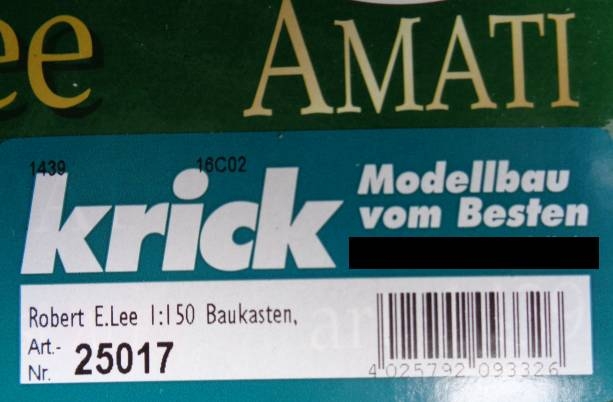 ee AMATI
1439 16C02
krick Modellbau
vom Besten
Robert E.Lee 1:150 Baukasten,
Art.-
Nr. 25017
4 025792 093326